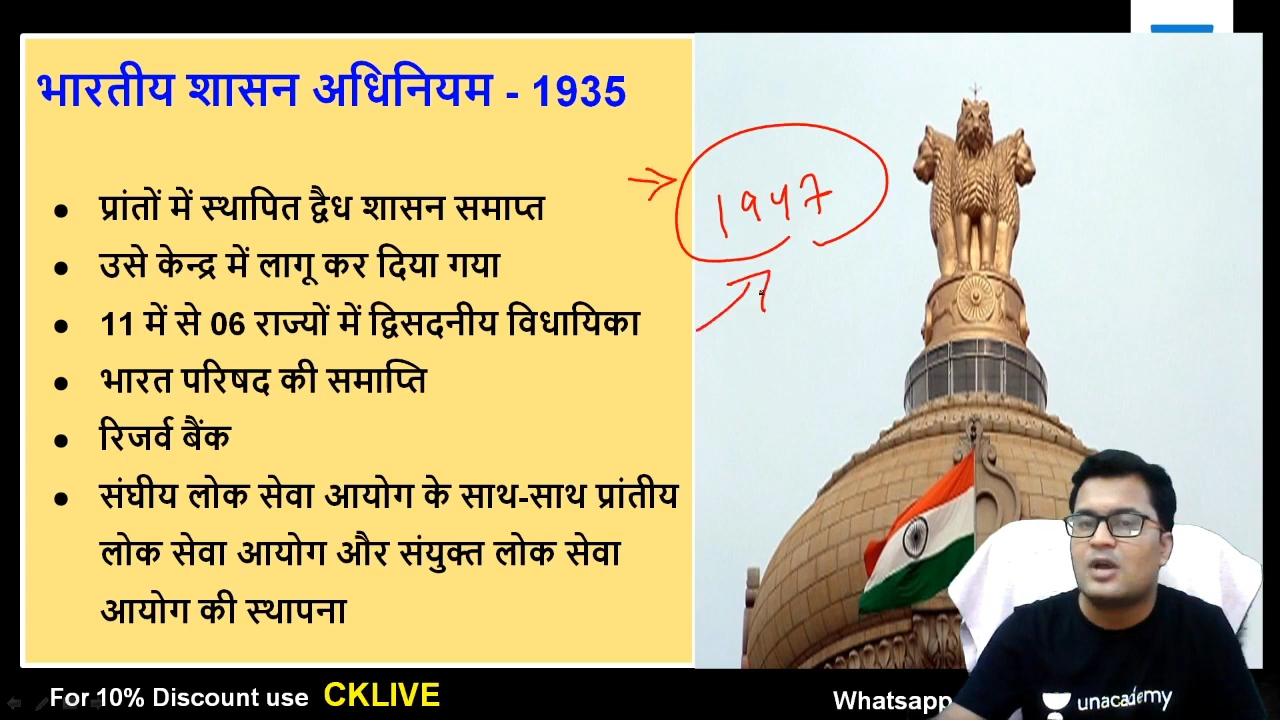 भारतीय शासन अधिनियम - 1935
● प्रांतों में स्थापित द्वैध शासन समाप्त
● उसे केन्द्र में लागू कर दिया गया
● 11 में से 06 राज्यों में द्विसदनीय विधायिका
● भारत परिषद की समाप्ति
● रिजर्व बैंक
● संघीय लोक सेवा आयोग के साथ-साथ प्रांतीय
लोक सेवा आयोग और संयुक्त लोक सेवा
आयोग की स्थापना
1947
For 10% Discount use CKLIVE
Whatsapp
unacademy